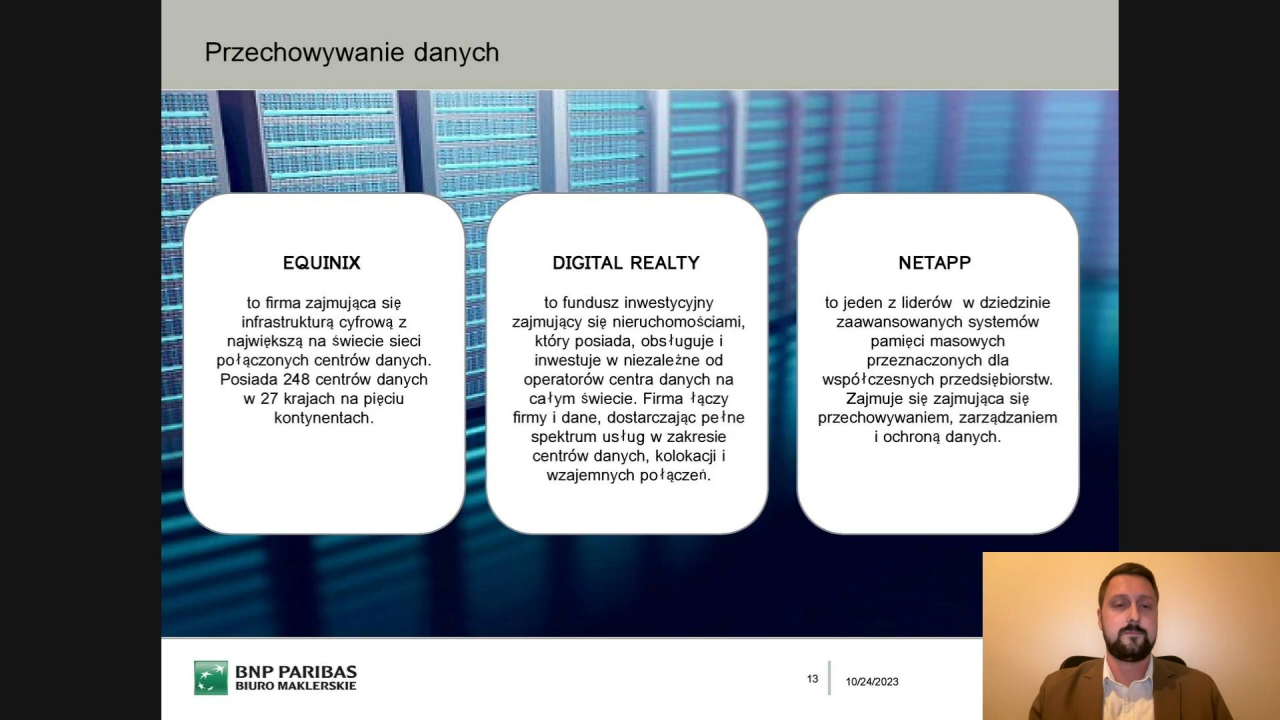 Przechowywanie danych
EQUINIX
to firma zajmująca się
infrastrukturą cyfrową z
największą na świecie sieci
połączonych centrów danych.
Posiada 248 centrów danych
w 27 krajach na pięciu
kontynentach.
DIGITAL REALTY
to fundusz inwestycyjny
zajmujący się nieruchomościami,
który posiada, obsługuje i
inwestuje w niezależne od
operatorów centra danych na
całym świecie. Firma łączy
firmy i dane, dostarczając pełne
spektrum usług w zakresie
centrów danych, kolokacji i
wzajemnych połączeń.
NETAPP
to jeden z liderów w dziedzinie
zaawansowanych systemów
pamięci masowych
przeznaczonych dla
współczesnych przedsiębiorstw.
Zajmuje się zajmująca się
przechowywaniem, zarządzaniem
i ochroną danych.
BNP PARIBAS
BIURO MAKLERSKIE
13
10/24/2023